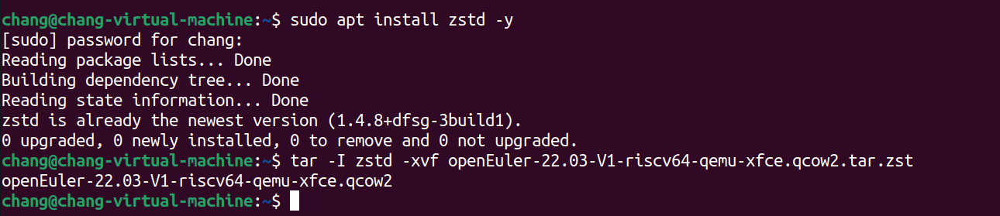 chang@chang-virtual-machine:~$ sudo apt install zstd -y
[sudo] password for chang:
Reading package lists... Done
Building dependency tree... Done
Reading state information... Done
zstd is already the newest version (1.4.8+dfsg-3build1).
0 upgraded, 0 newly installed, 0 to remove and 0 not upgraded.
chang@chang-virtual-machine:~$ tar -I zstd -xvf openEuler-22.03-V1-riscv64-qemu-xfce.qcow2.tar.zst
openEuler-22.03-V1-riscv64-qemu-xfce.qcow2
chang@chang-virtual-machine:~$